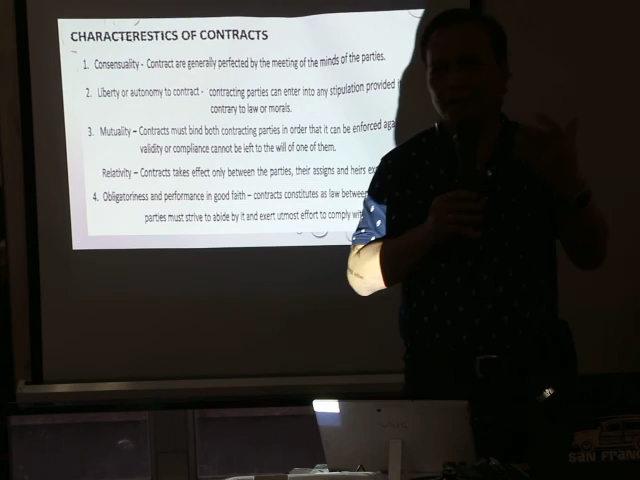 CHARACTERESTICS OF CONTRACTS
1. Consensuality - Contract are generally perfected by the meeting of the minds of the parties.
2. Uberty or autonomy to contract - contracting parties can enter into any stipulation provided
contrary to law or morals.
3. Mutuality – Contracts must bind both contracting parties in order that it can be enforced
validity or compliance cannot be left to the will of one of them.
Relativity – Contracts takes effect only between the parties, their assigns and heirs
4. Obligatoriness and performance in good faith – contracts constitutes as law between
parties must strive to abide by it and exert utmost effort to comply
SAN